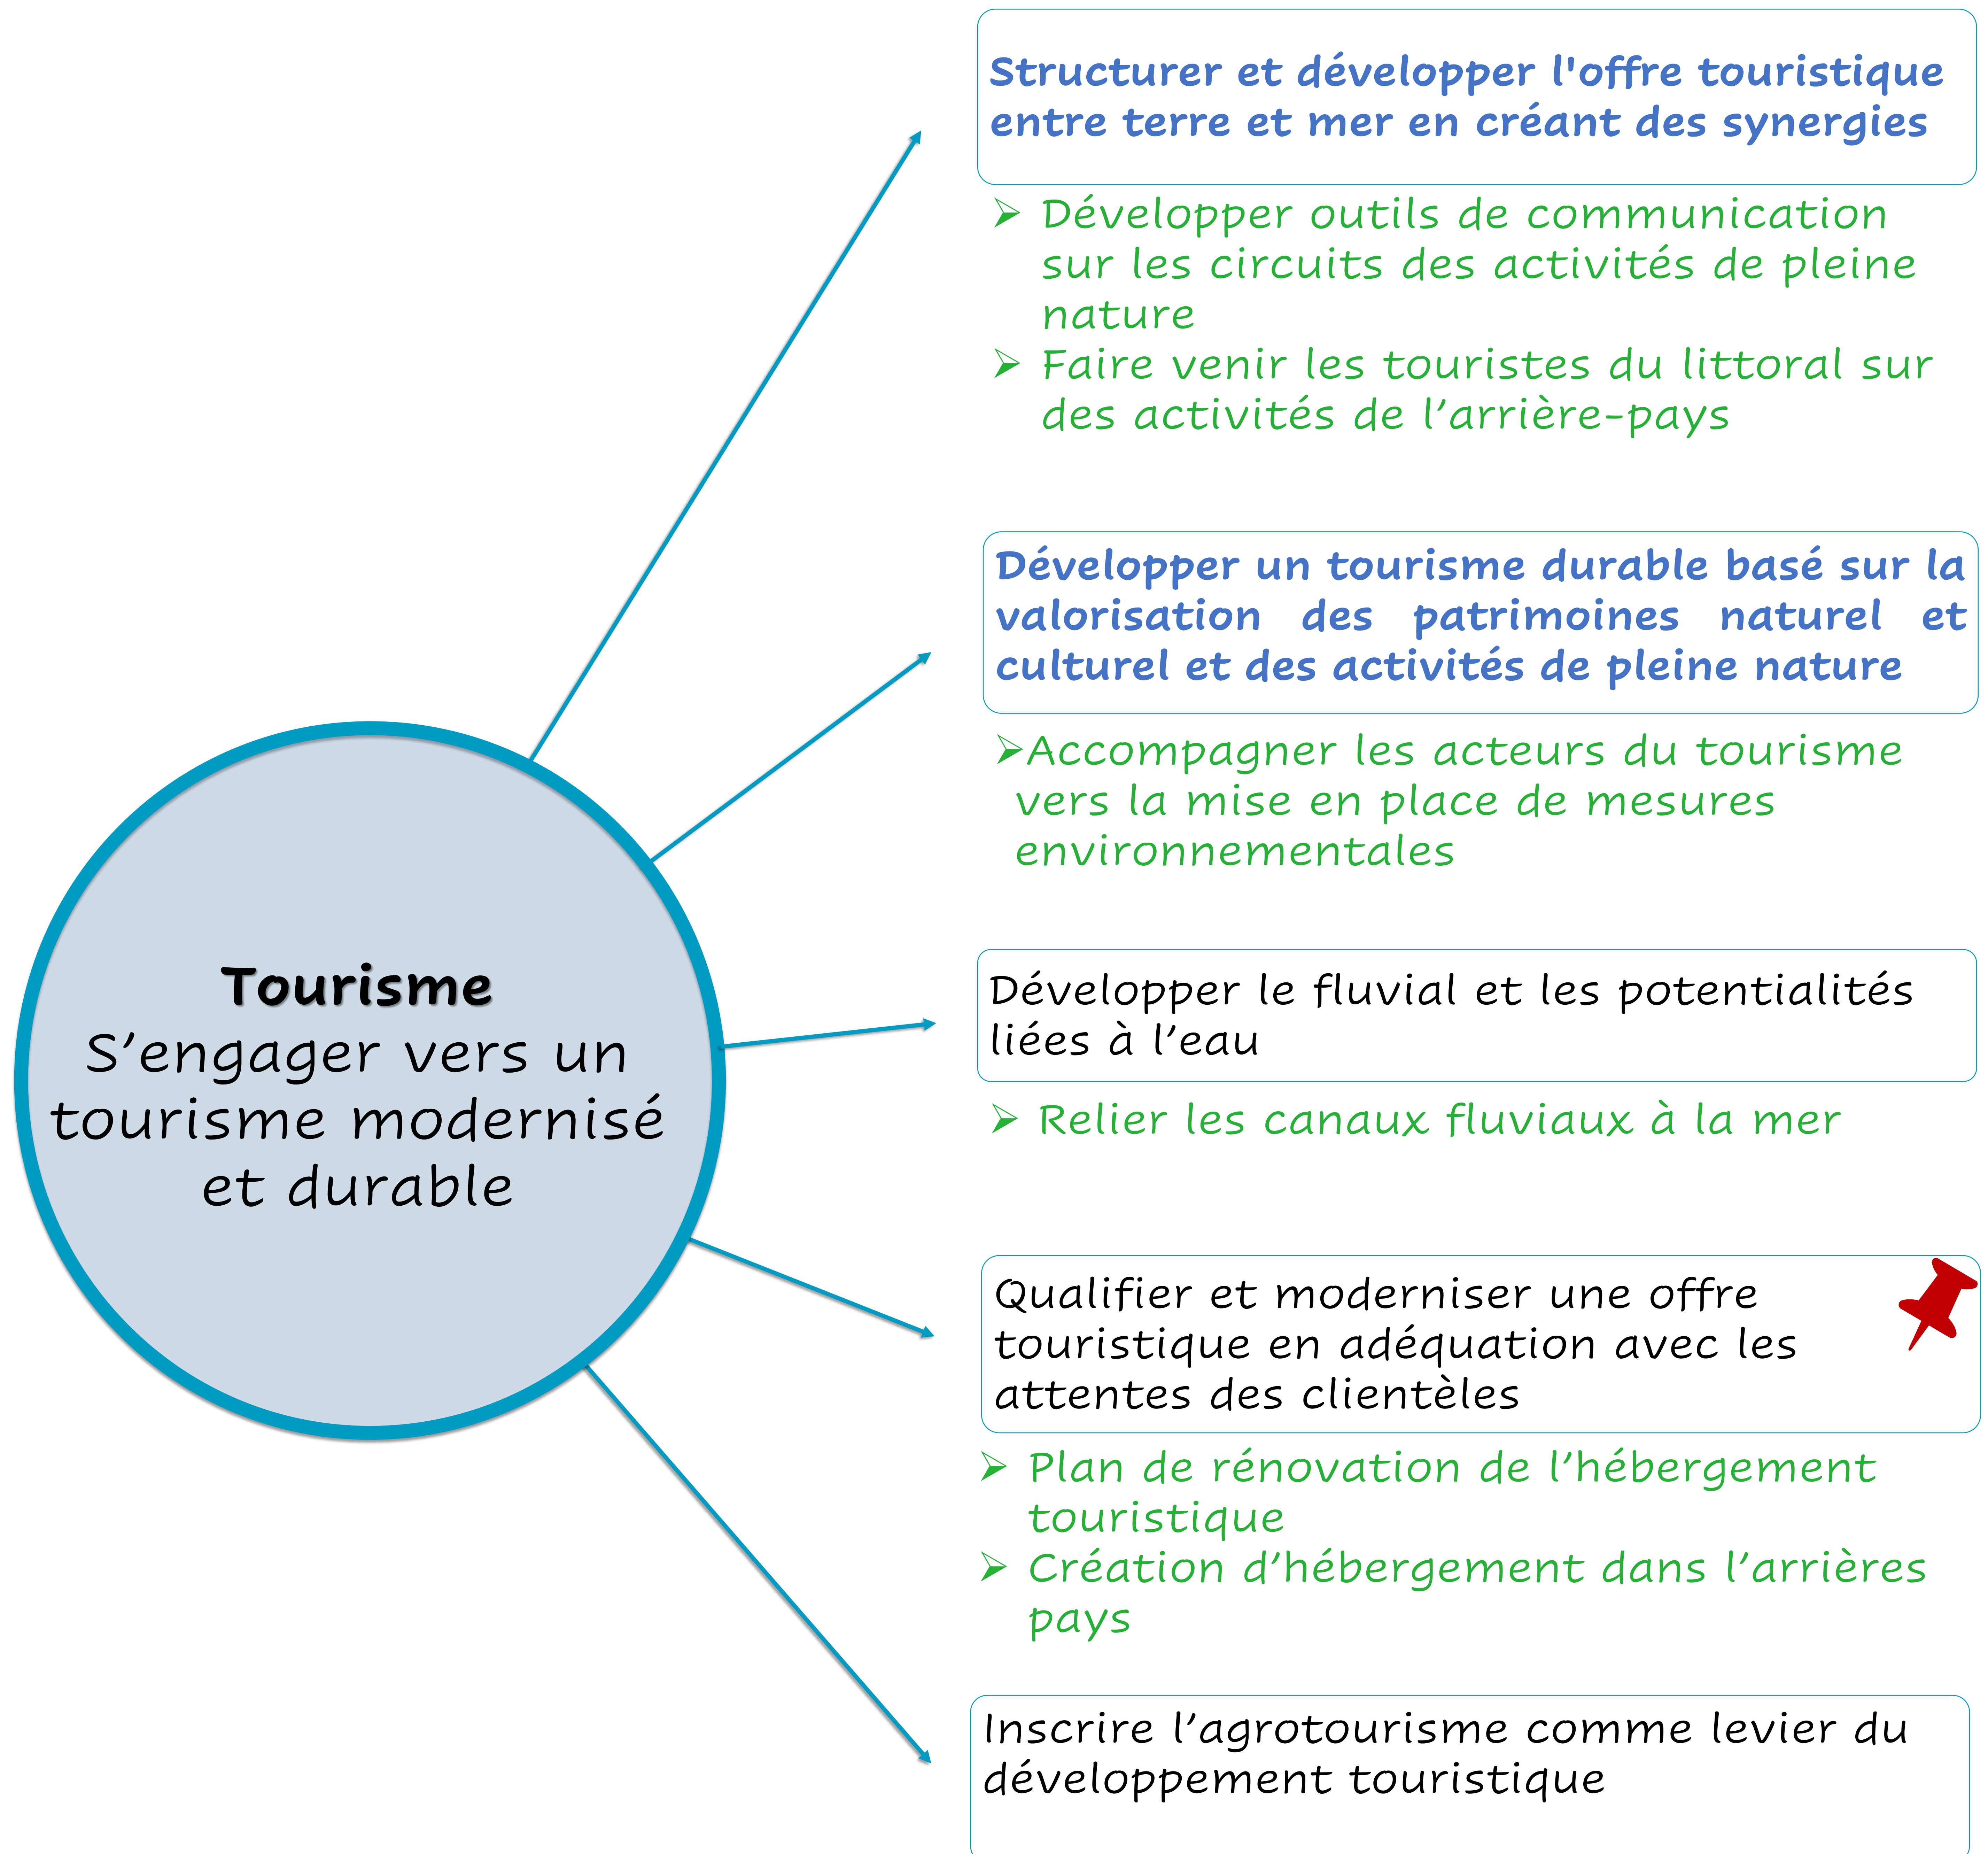 Tourisme
S’engager vers un
tourisme modernisé
et durable
Structurer et développer l'offre touristique
entre terre et mer en créant des synergies
Développer outils de communication
sur les circuits des activités de pleine
nature
Faire venir les touristes du littoral sur
des activités de l’arrière-pays
Développer un tourisme durable basé sur la
valorisation des patrimoines naturel et
culturel et des activités de pleine nature
Accompagner les acteurs du tourisme
vers la mise en place de mesures
environnementales
Développer le fluvial et les potentialités
liées à l’eau
Relier les canaux fluviaux à la mer
Qualifier et moderniser une offre
touristique en adéquation avec les
attentes des clientèles
Plan de rénovation de l’hébergement
touristique
Création d’hébergement dans l’arrières
pays
Inscrire l’agrotourisme comme levier du
développement touristique